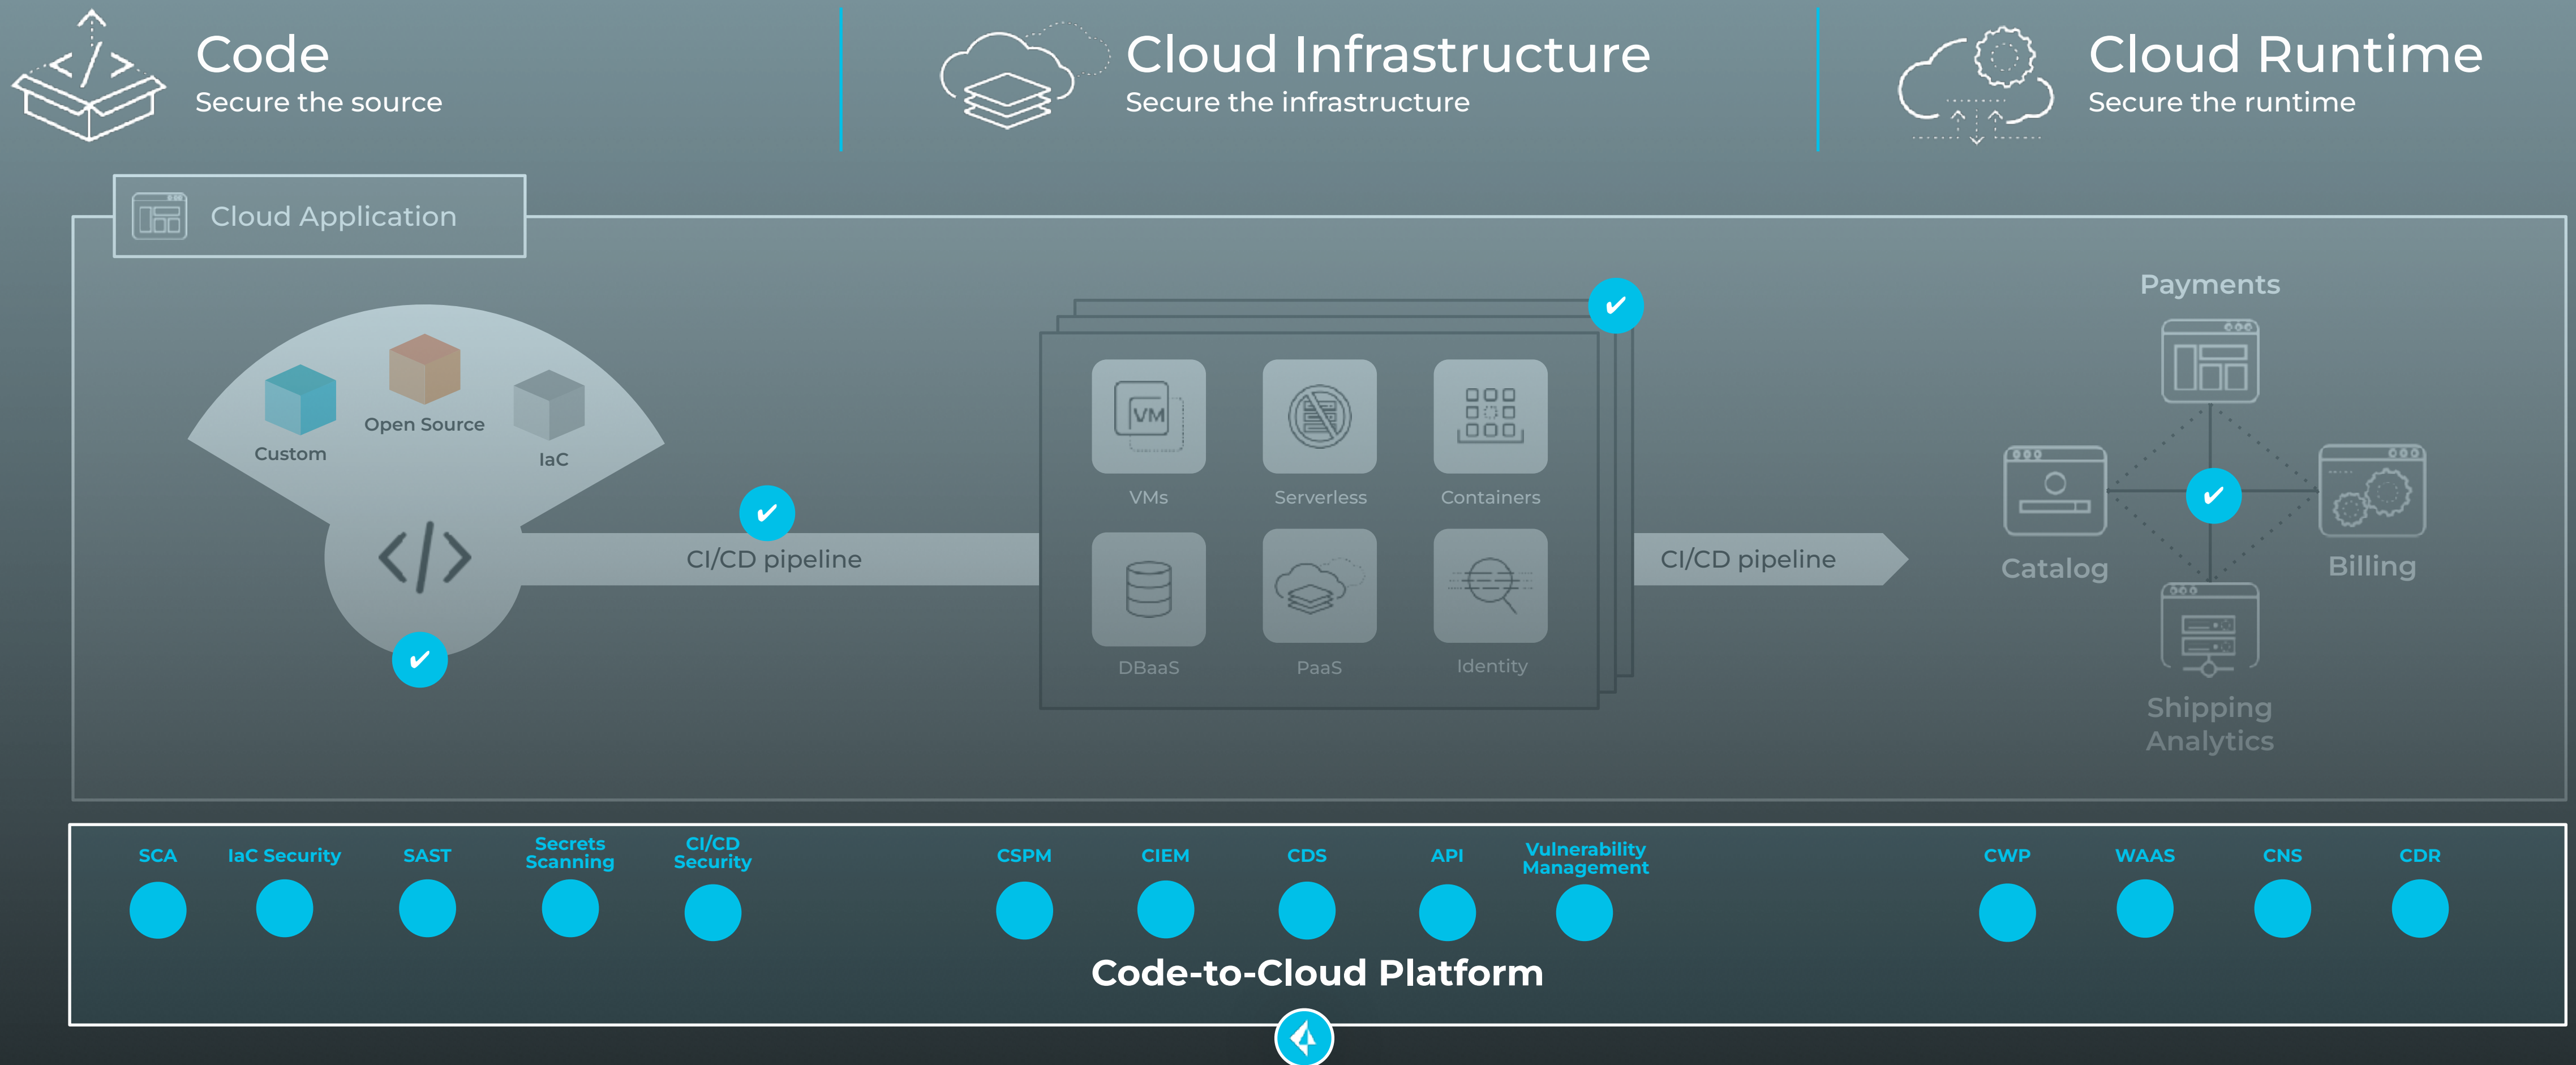 Code
Secure the source
Cloud Infrastructure
Secure the infrastructure
Cloud Runtime
Secure the runtime
Cloud Application
Custom
Open Source
IaC
CI/CD pipeline
VM
VMs
Serverless
Containers
DBaaS
PaaS
Identity
CI/CD pipeline
Payments
Catalog
Billing
Shipping
Analytics
SCA
IaC Security
SAST
Secrets
Scanning
CI/CD
Security
CSPM
CIEM
CDS
API
Vulnerability
Management
CWP
WAAS
CNS
CDR
Code-to-Cloud Platform